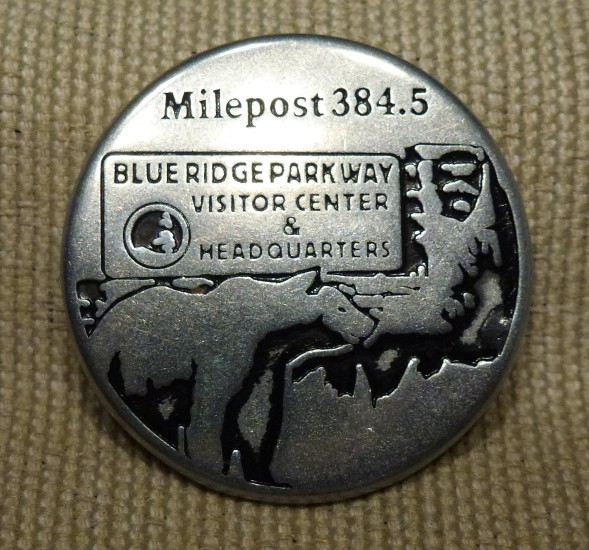 Milepost 384.5
BLUE RIDGE PARKWAY
VISITOR CENTER
&
HEADQUARTERS